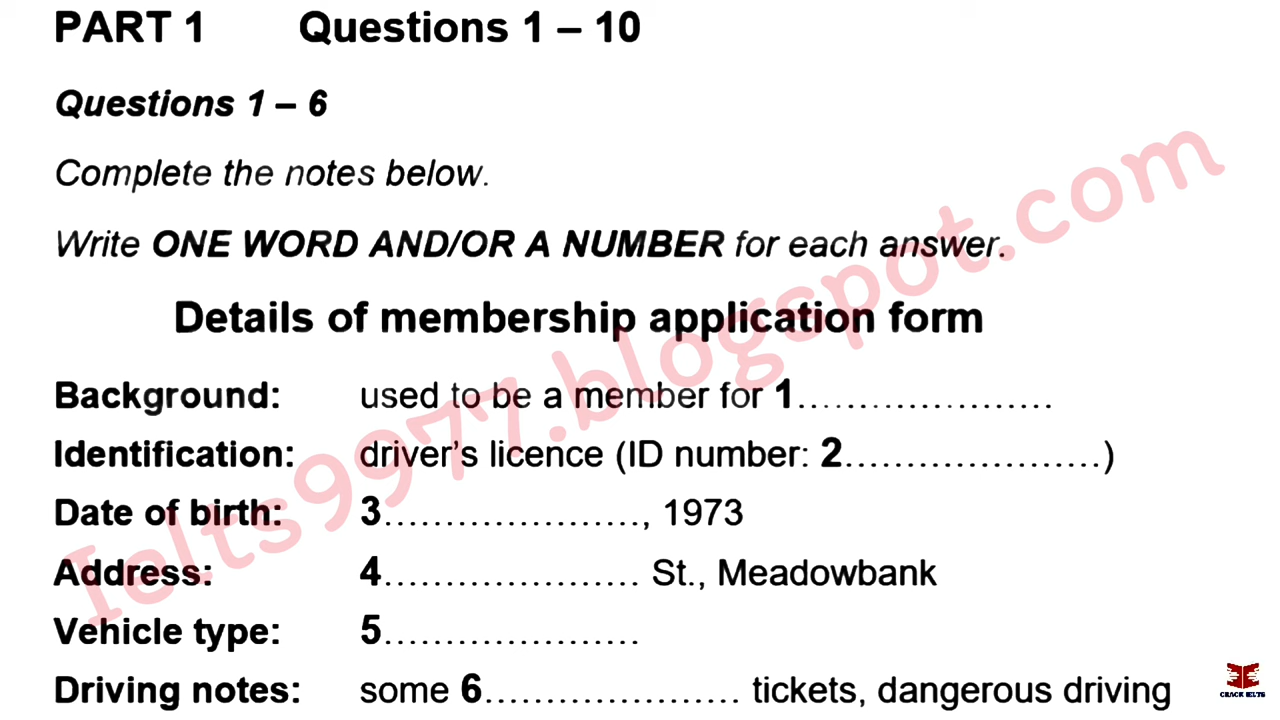 PART 1 Questions 1 – 10
Questions 1 – 6
Complete the notes below.
Write ONE WORD AND/OR A NUMBER for each answer.
Details of membership application form
Background: used to be a member for 1.....................
Identification: driver's licence (ID number: 2.....................)
Date of birth: 3....................., 1973
Address: 4..................... St., Meadowbank
Vehicle type: 5.....................
Driving notes: some 6..................... tickets, dangerous driving
Ielts9977.blogspot.com
CRACK IELTS